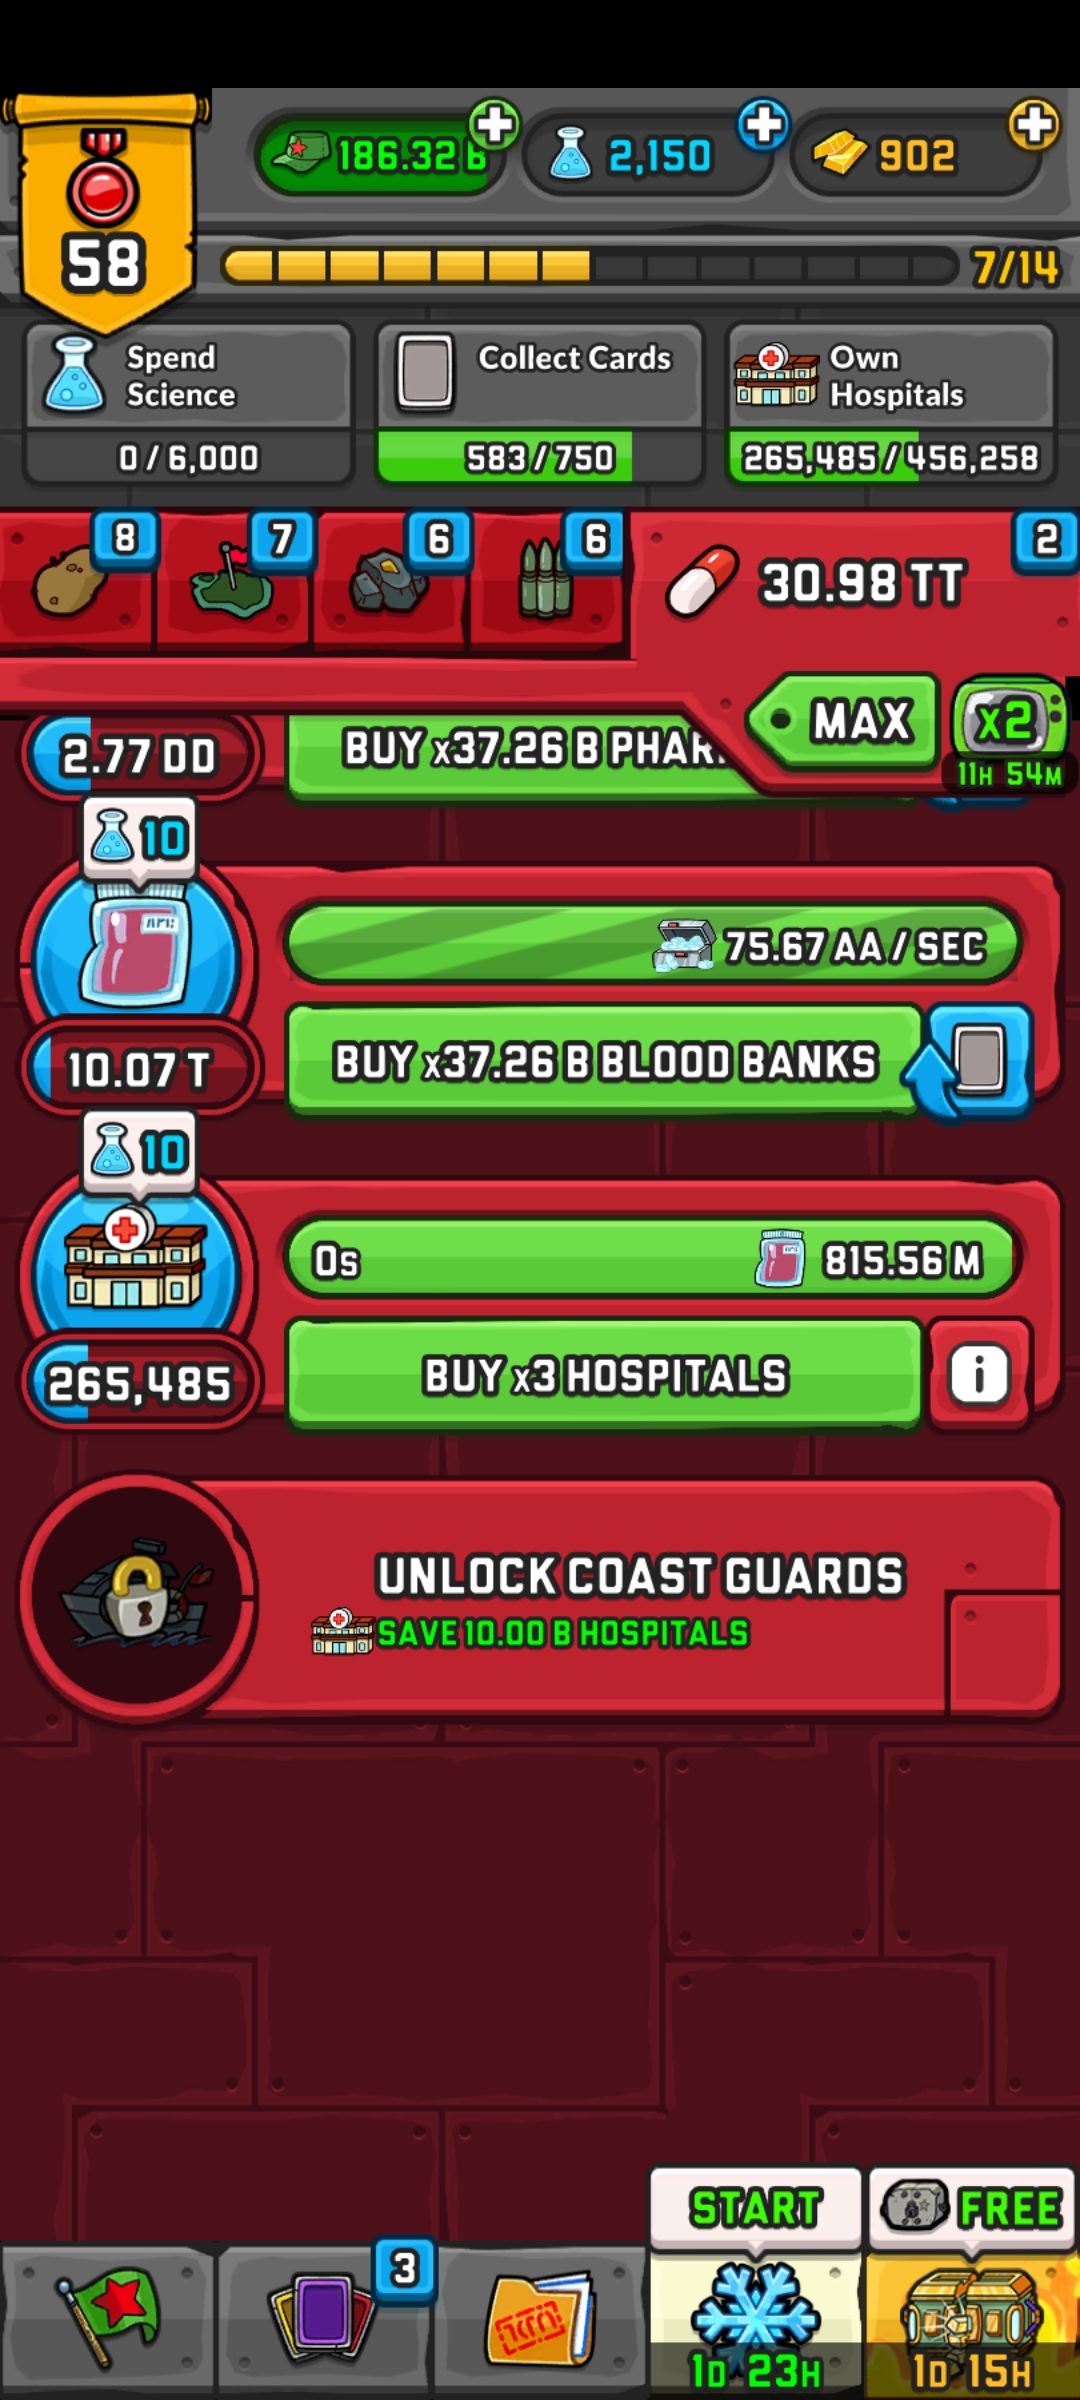 58
186.32 B
2,150
902
7/14
Spend
Science
0 / 6,000
Collect Cards
583 / 750
Own
Hospitals
265,485 / 456,258
8
7
6
6
30.98 TT
2
MAX
x2
11H 54M
2.77 DD
BUY x37.26 B PHAR
10
75.67 AA / SEC
10.07 T
BUY x37.26 B BLOOD BANKS
10
0s
815.56 M
265,485
BUY x3 HOSPITALS
i
UNLOCK COAST GUARDS
SAVE 10.00 B HOSPITALS
START
FREE
3
1D 23H
1D 15H